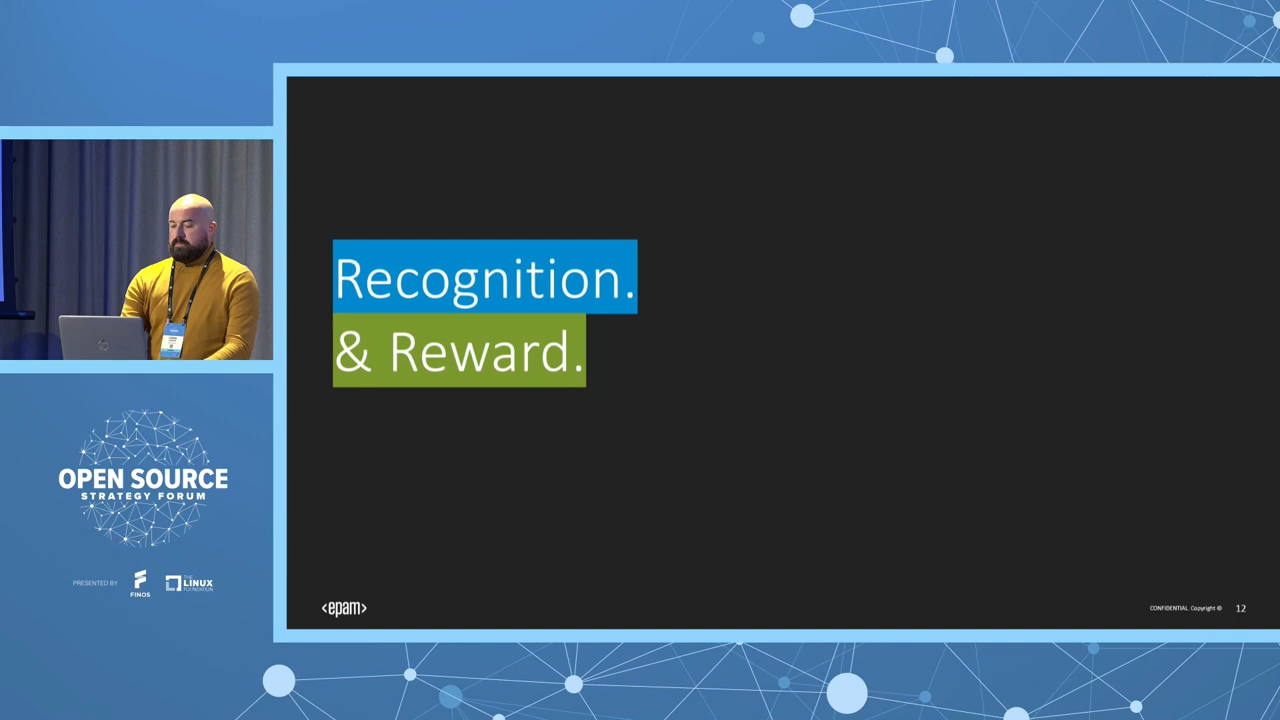 Recognition.
& Reward.
OPEN SOURCE
STRATEGY FORUM
PRESENTED BY
FINOS
THE
LINUX
FOUNDATION
<epam>
CONFIDENTIAL. Copyright ©
12